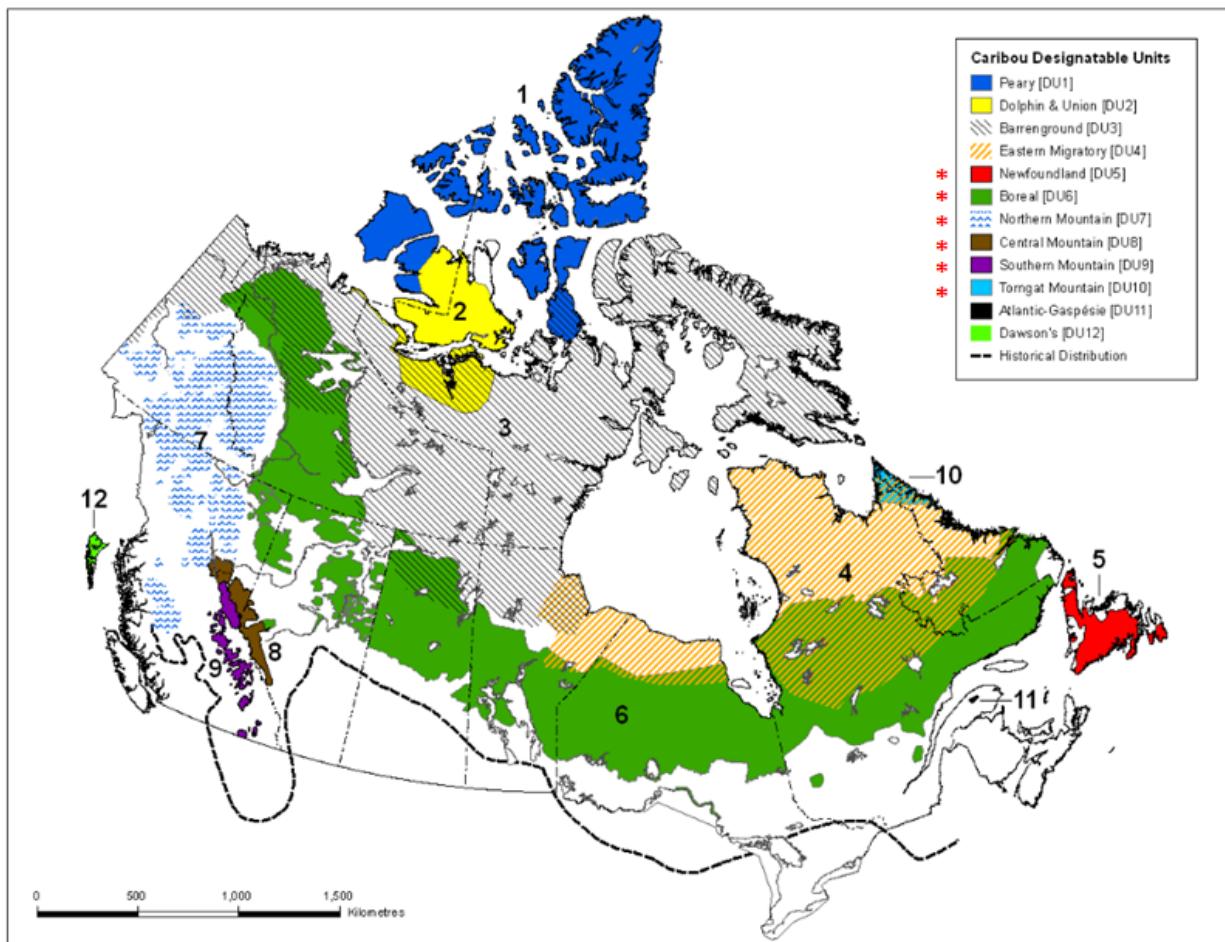 1
2
3
7
10
12
4
5
8
9
6
11
Caribou Designatable Units
Peary [DU1]
Dolphin & Union [DU2]
Barrenground [DU3]
Eastern Migratory [DU4]
* Newfoundland [DU5]
* Boreal [DU6]
* Northern Mountain [DU7]
* Central Mountain [DU8]
* Southern Mountain [DU9]
* Torngat Mountain [DU10]
Atlantic-Gaspésie [DU11]
Dawson's [DU12]
Historical Distribution
0 500 1,000 1,500
Kilometres